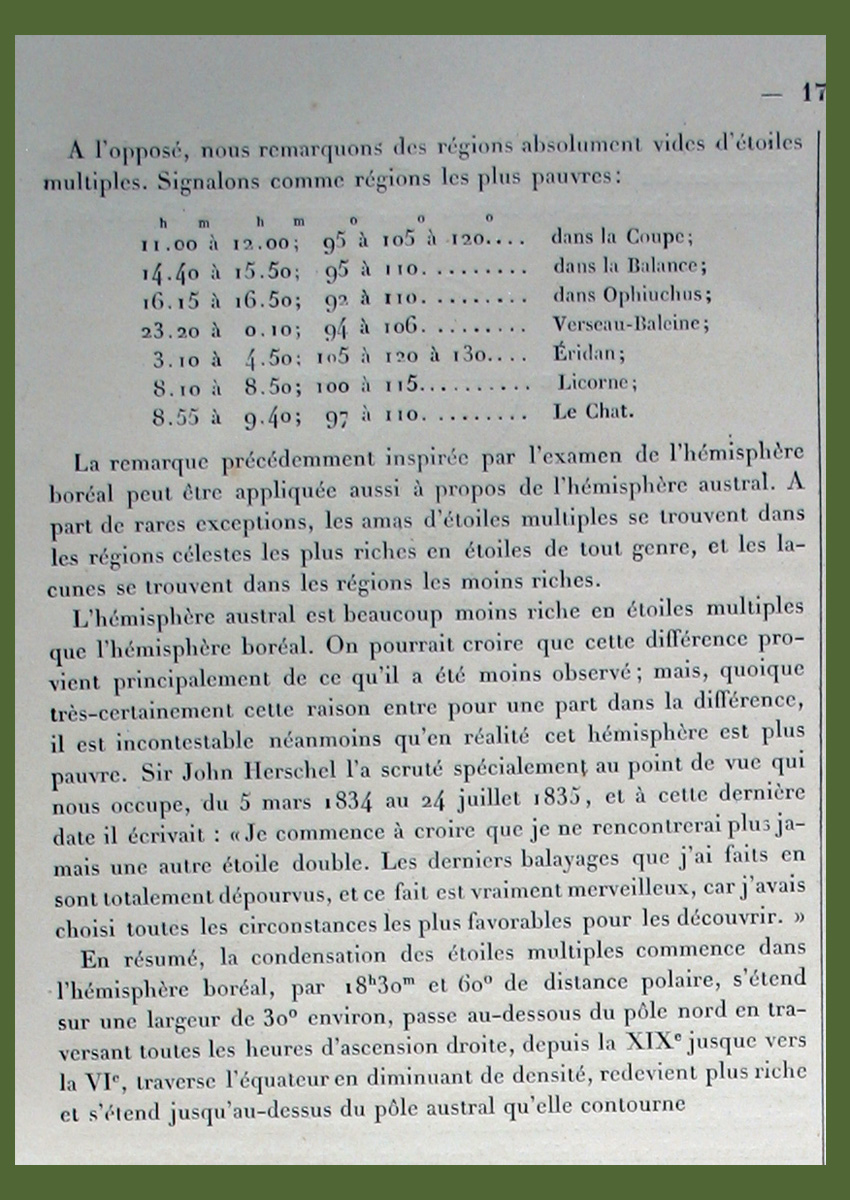 — 17
A l'opposé, nous remarquons des régions absolument vides d'étoiles
multiples. Signalons comme régions les plus pauvres:
h m h m o o o
11.00 à 12.00; 95 à 105 à 120.... dans la Coupe;
14.40 à 15.50; 95 à 110......... dans la Balance;
16.15 à 16.50; 92 à 110......... dans Ophiuchus;
23.20 à 0.10; 94 à 106......... Verseau-Baleine;
3.10 à 4.50; 105 à 120 à 130.... Éridan;
8.10 à 8.50; 100 à 115.......... Licorne;
8.55 à 9.40; 97 à 110......... Le Chat.
La remarque précédemment inspirée par l'examen de l'hémisphère
boréal peut être appliquée aussi à propos de l'hémisphère austral. A
part de rares exceptions, les amas d'étoiles multiples se trouvent dans
les régions célestes les plus riches en étoiles de tout genre, et les la-
cunes se trouvent dans les régions les moins riches.
L'hémisphère austral est beaucoup moins riche en étoiles multiples
que l'hémisphère boréal. On pourrait croire que cette différence pro-
vient principalement de ce qu'il a été moins observé; mais, quoique
très-certainement cette raison entre pour une part dans la différence,
il est incontestable néanmoins qu'en réalité cet hémisphère est plus
pauvre. Sir John Herschel l'a scruté spécialement au point de vue qui
nous occupe, du 5 mars 1834 au 24 juillet 1835, et à cette dernière
date il écrivait : « Je commence à croire que je ne rencontrerai plus ja-
mais une autre étoile double. Les derniers balayages que j'ai faits en
sont totalement dépourvus, et ce fait est vraiment merveilleux, car j'avais
choisi toutes les circonstances les plus favorables pour les découvrir. »
En résumé, la condensation des étoiles multiples commence dans
l'hémisphère boréal, par 18ʰ30ᵐ et 60° de distance polaire, s'étend
sur une largeur de 30° environ, passe au-dessous du pôle nord en tra-
versant toutes les heures d'ascension droite, depuis la XIXᵉ jusque vers
la VIᵉ, traverse l'équateur en diminuant de densité, redevient plus riche
et s'étend jusqu'au-dessus du pôle austral qu'elle contourne